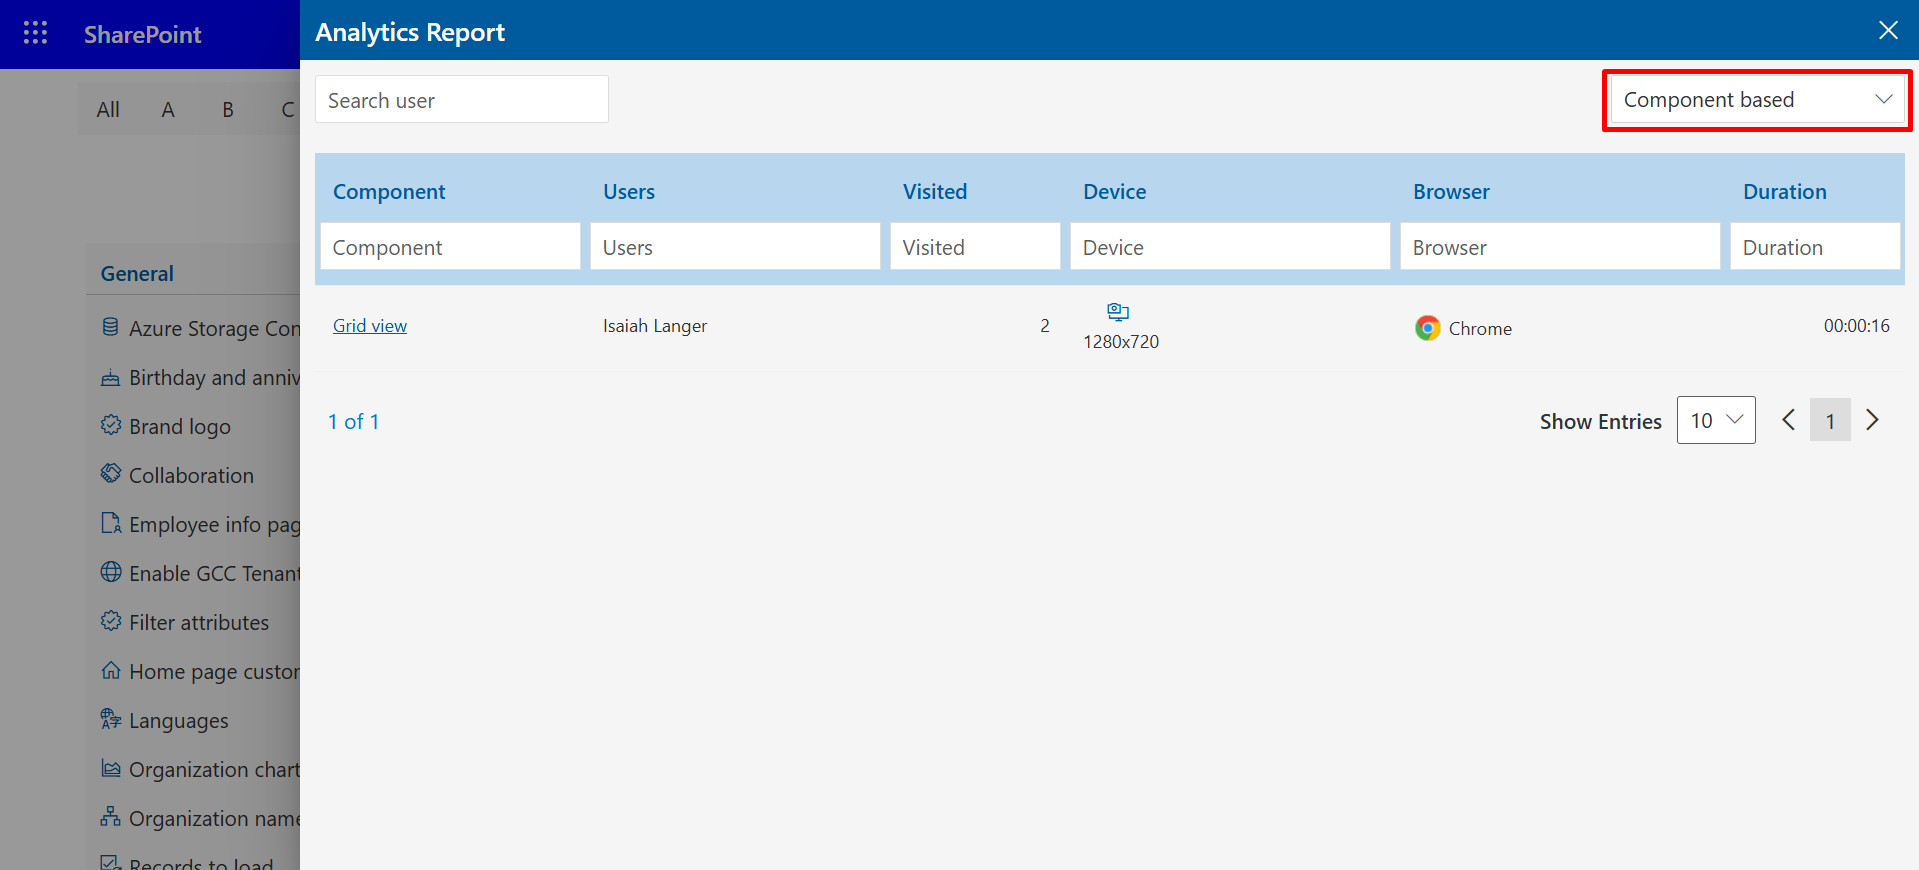 SharePoint
Analytics Report
All A B C
Search user
Component based
Component Users Visited Device Browser Duration
Component Users Visited Device Browser Duration
Grid view Isaiah Langer 2 1280x720 Chrome 00:00:16
1 of 1 Show Entries 10 1
General
Azure Storage Con
Birthday and anniv
Brand logo
Collaboration
Employee info pag
Enable GCC Tenant
Filter attributes
Home page custor
Languages
Organization chart
Organization name
Records to load